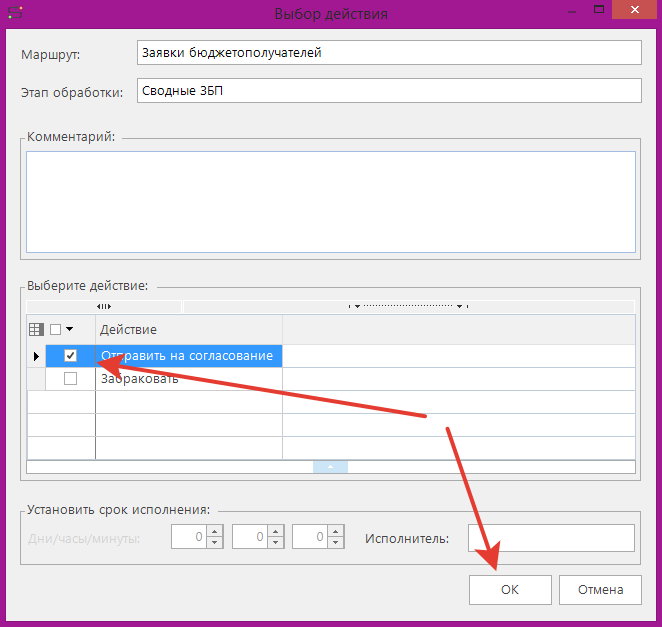 Выбор действия
Маршрут: Заявки бюджетополучателей
Этап обработки: Сводные ЗБП
Комментарий:
Выберите действие:
Действие
Отправить на согласование
Забраковать
Установить срок исполнения:
Дни/часы/минуты: 0 0 0 Исполнитель:
ОК Отмена